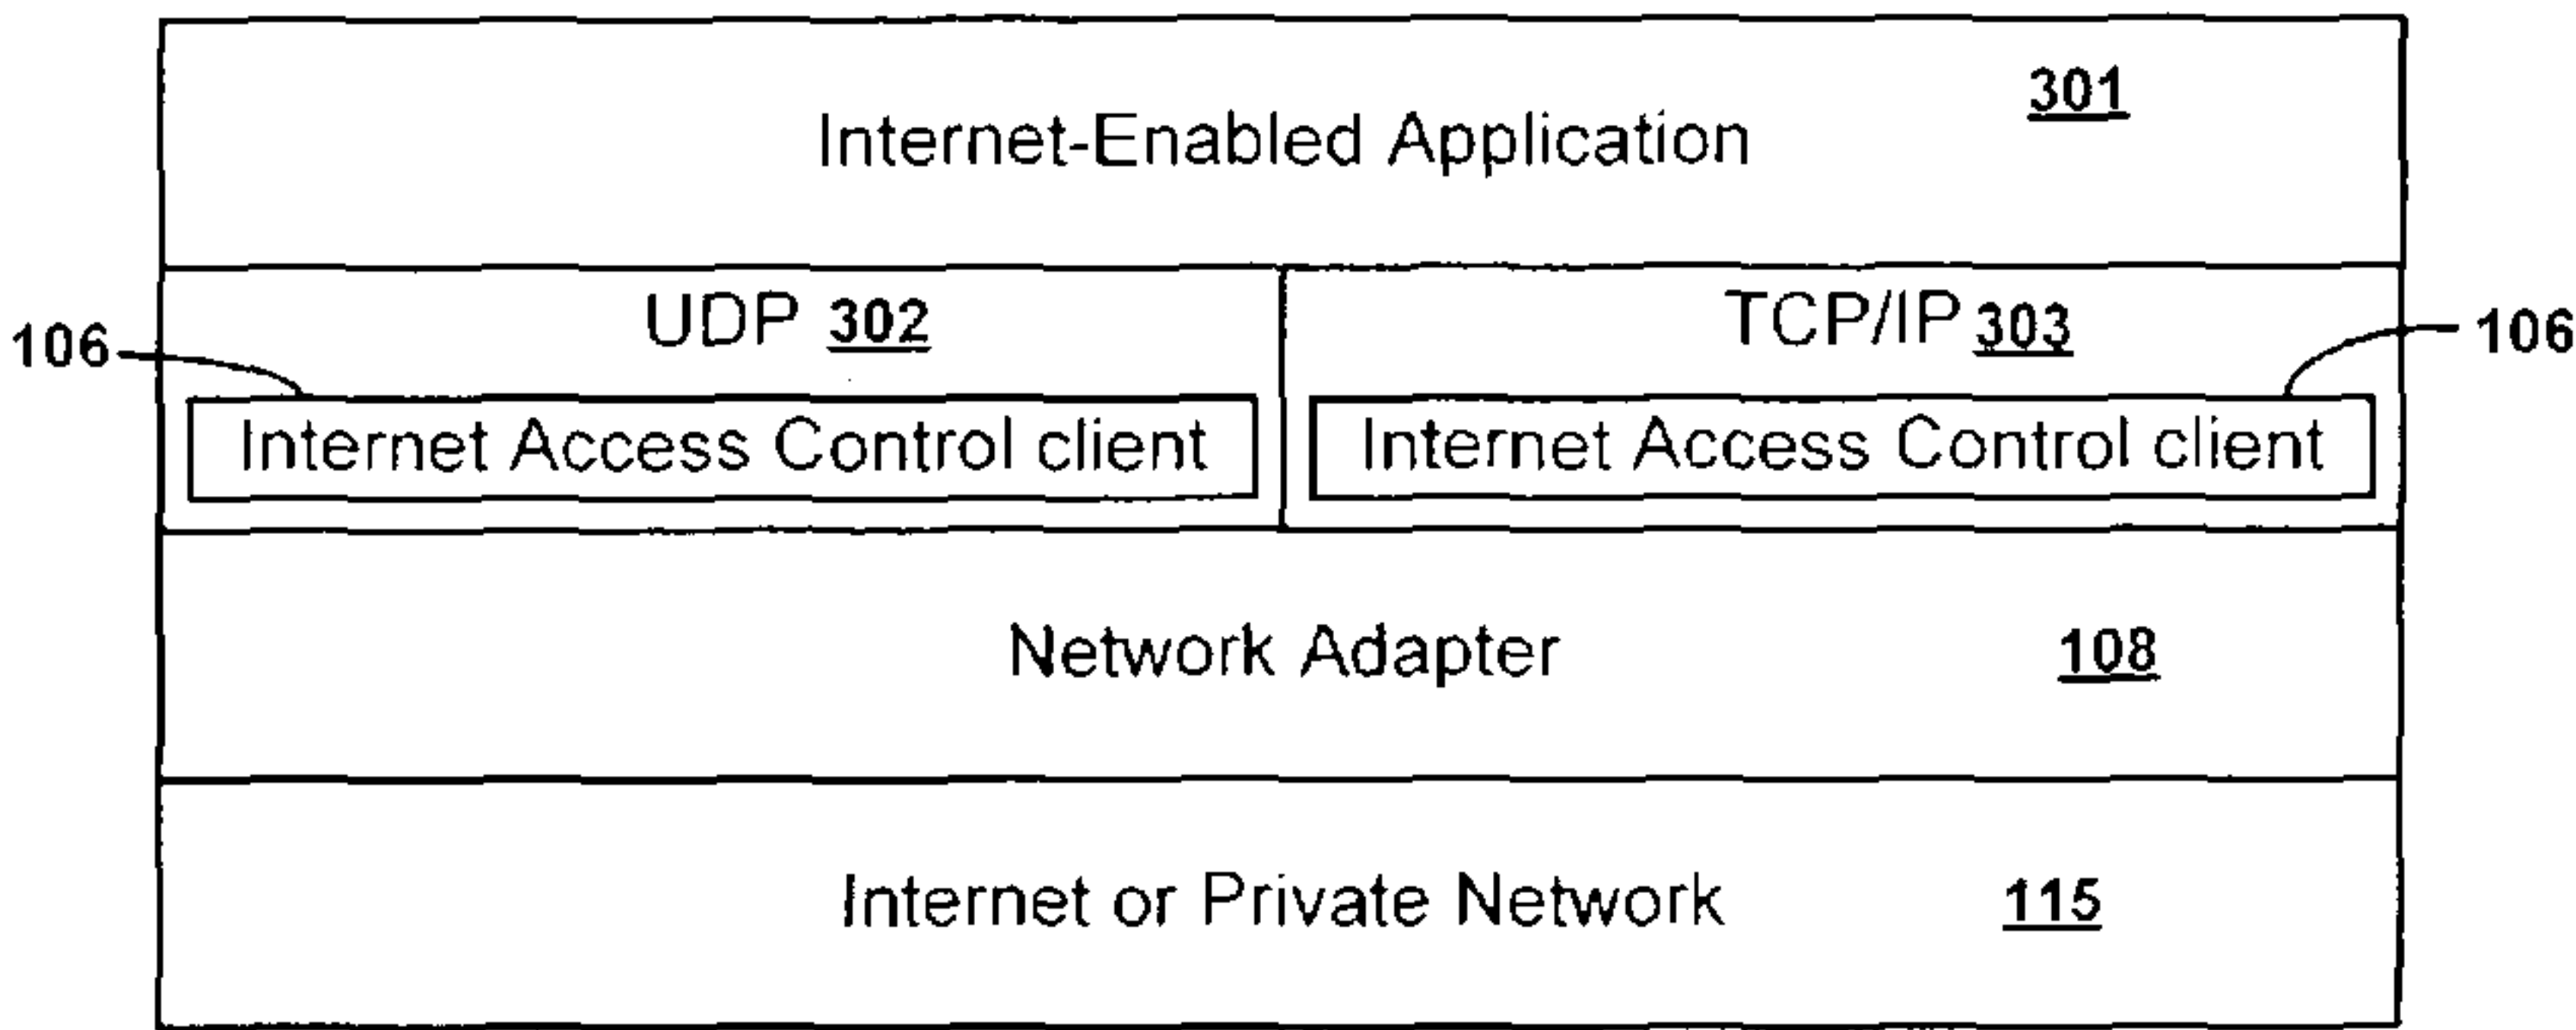 301
Internet-Enabled Application
UDP 302
TCP/IP 303
106
106
Internet Access Control client
Internet Access Control client
Network Adapter 108
Internet or Private Network 115